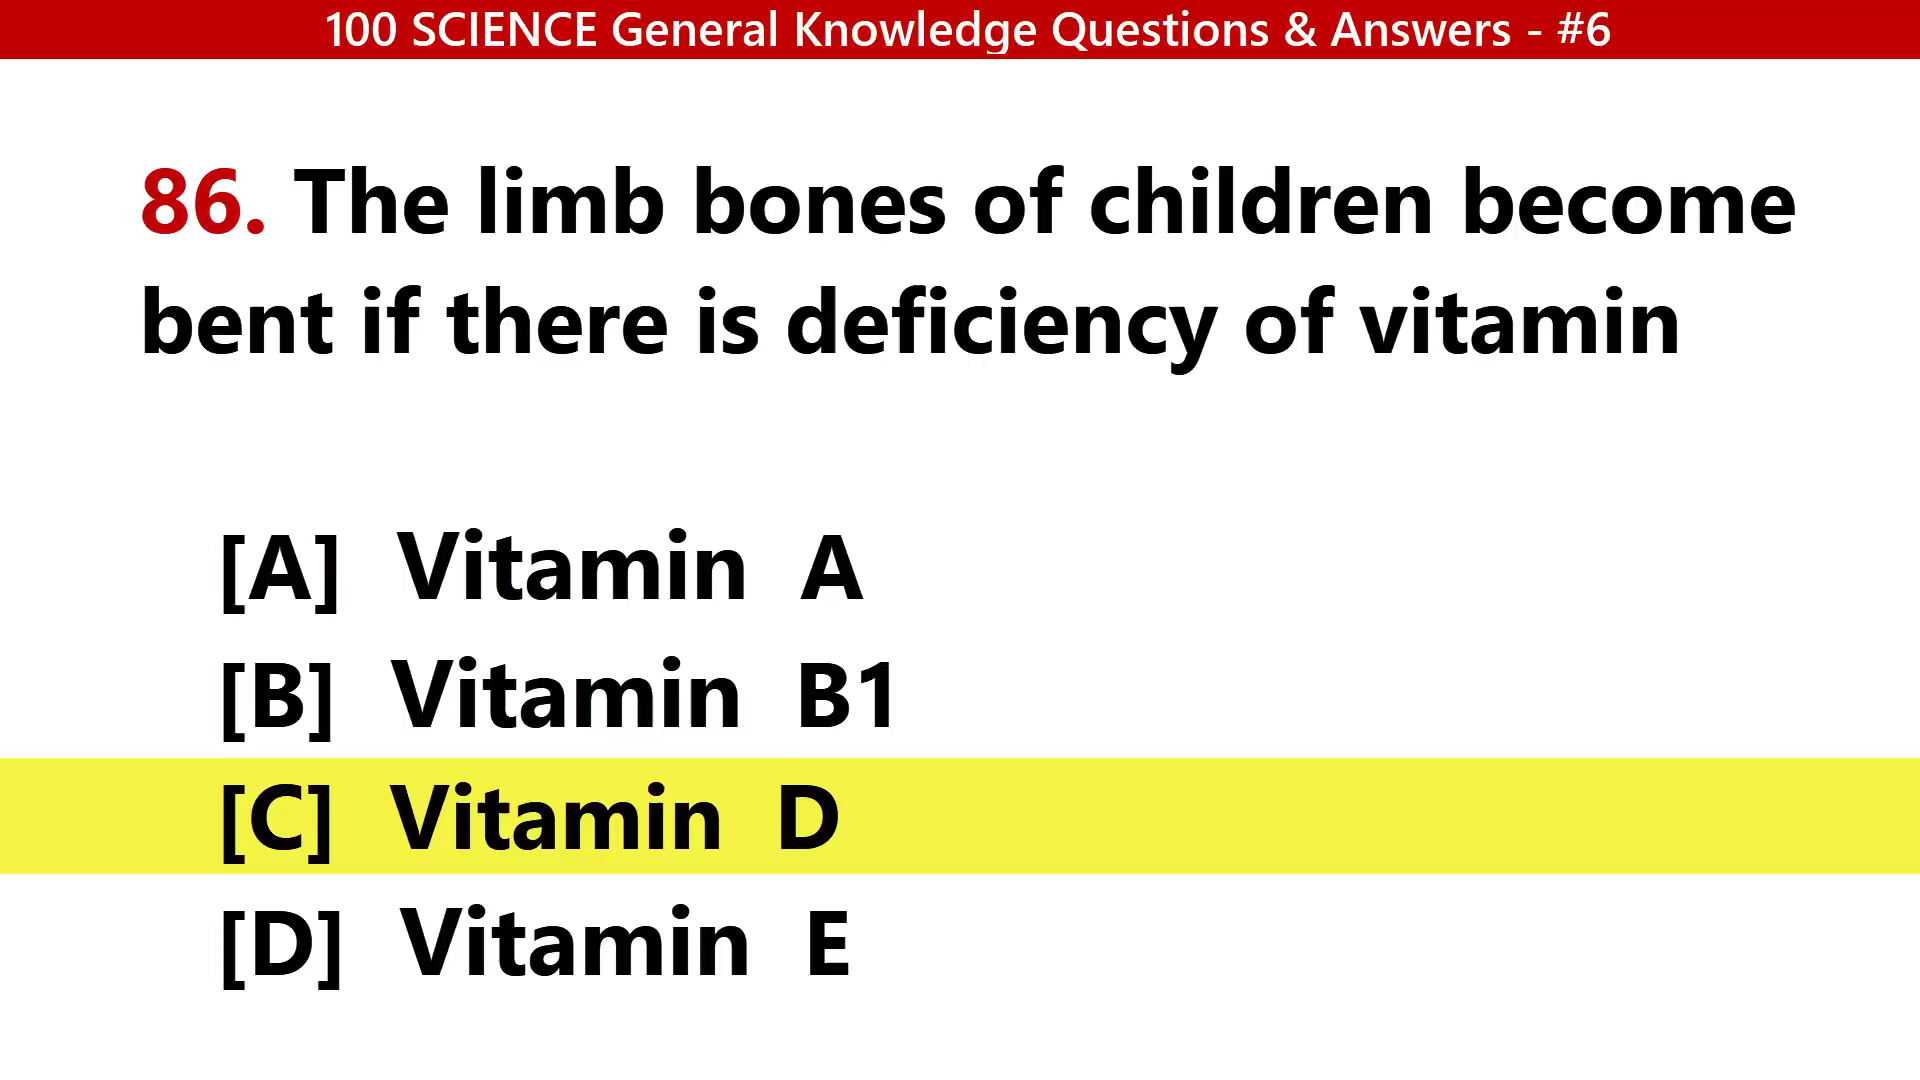 100 SCIENCE General Knowledge Questions & Answers - #6
86. The limb bones of children become
bent if there is deficiency of vitamin
[A] Vitamin A
[B] Vitamin B1
[C] Vitamin D
[D] Vitamin E